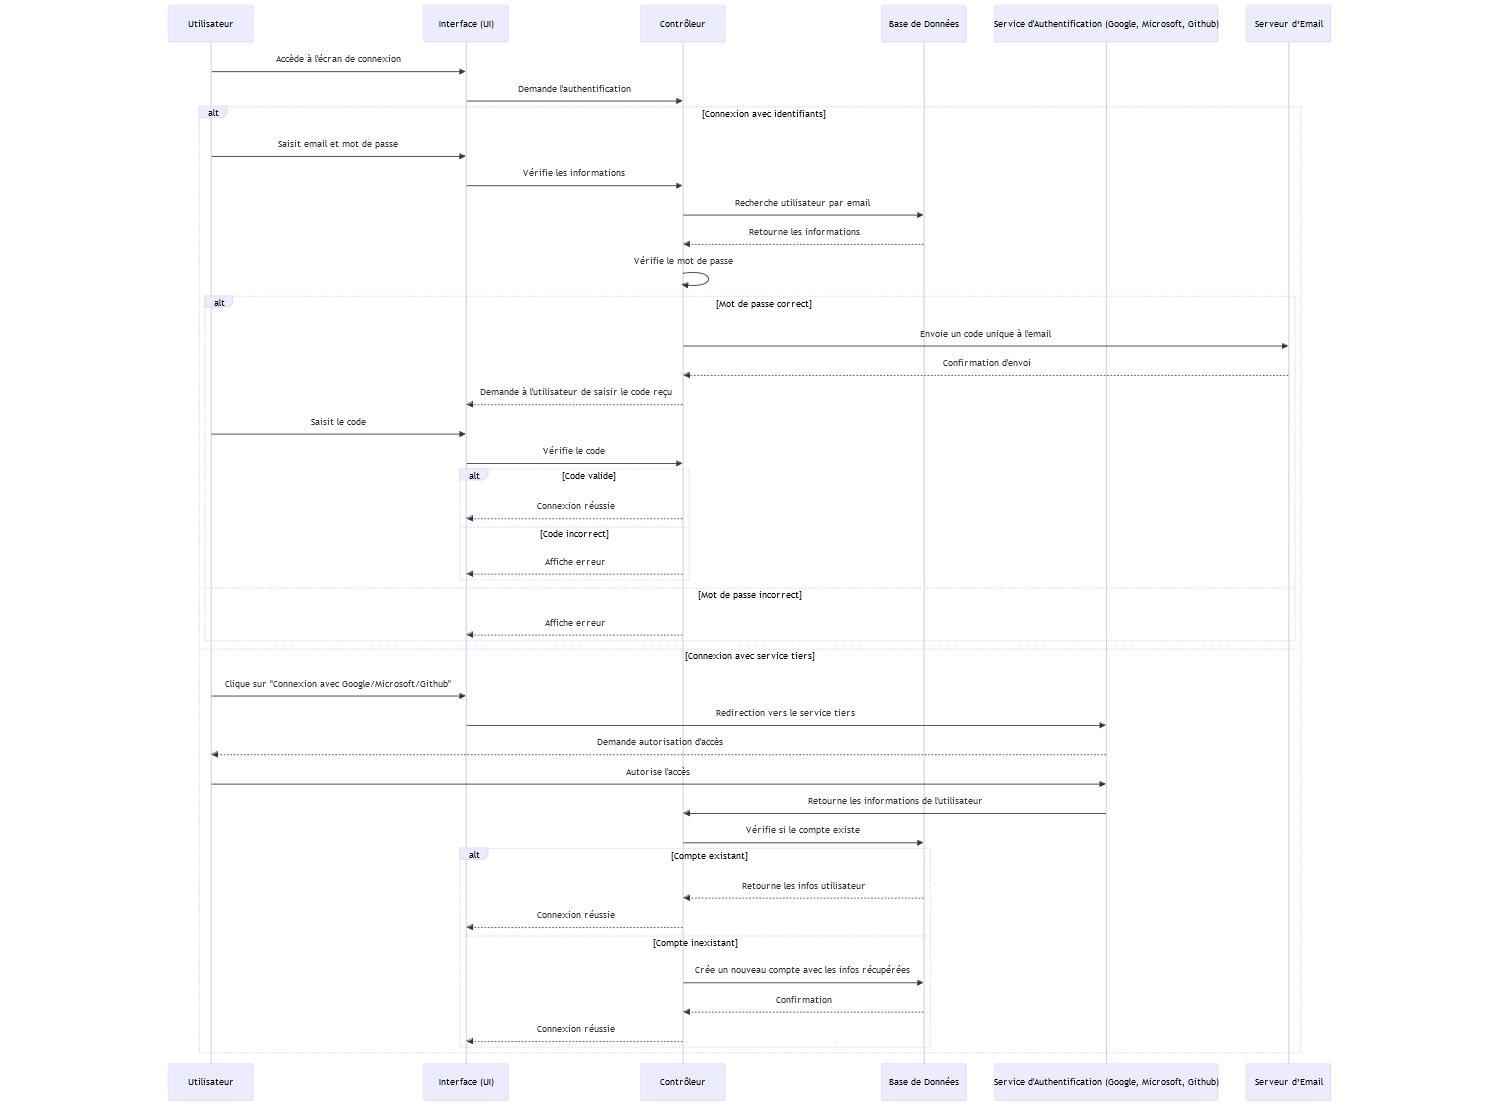 Utilisateur
Interface (UI)
Contrôleur
Base de Données
Service d'Authentification (Google, Microsoft, Github)
Serveur d'Email
Accède à l'écran de connexion
Demande l'authentification
alt
[Connexion avec identifiants]
Saisit email et mot de passe
Vérifie les informations
Recherche utilisateur par email
Retourne les informations
Vérifie le mot de passe
alt
[Mot de passe correct]
Envoie un code unique à l'email
Confirmation d'envoi
Demande à l'utilisateur de saisir le code reçu
Saisit le code
Vérifie le code
alt
[Code valide]
Connexion réussie
[Code incorrect]
Affiche erreur
[Mot de passe incorrect]
Affiche erreur
[Connexion avec service tiers]
Clique sur "Connexion avec Google/Microsoft/Github"
Redirection vers le service tiers
Demande autorisation d'accès
Autorise l'accès
Retourne les informations de l'utilisateur
Vérifie si le compte existe
alt
[Compte existant]
Retourne les infos utilisateur
Connexion réussie
[Compte inexistant]
Crée un nouveau compte avec les infos récupérées
Confirmation
Connexion réussie
Utilisateur
Interface (UI)
Contrôleur
Base de Données
Service d'Authentification (Google, Microsoft, Github)
Serveur d'Email